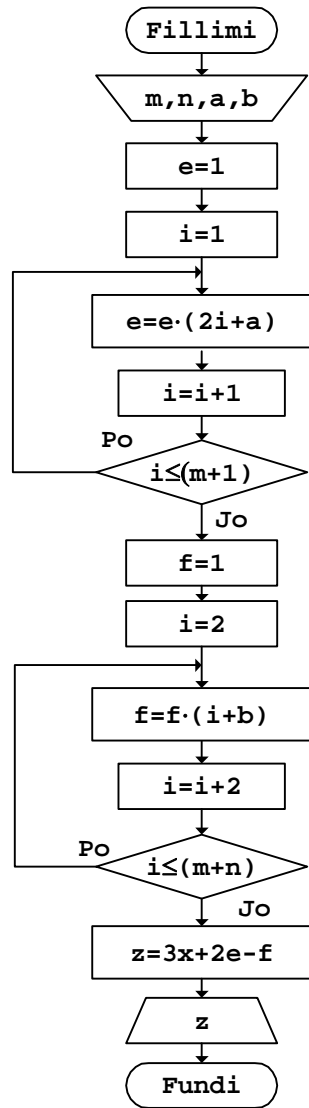 Fillimi
m,n,a,b
e=1
i=1
e=e·(2i+a)
i=i+1
Po
i≤(m+1)
Jo
f=1
i=2
f=f·(i+b)
i=i+2
Po
i≤(m+n)
Jo
z=3x+2e-f
z
Fundi